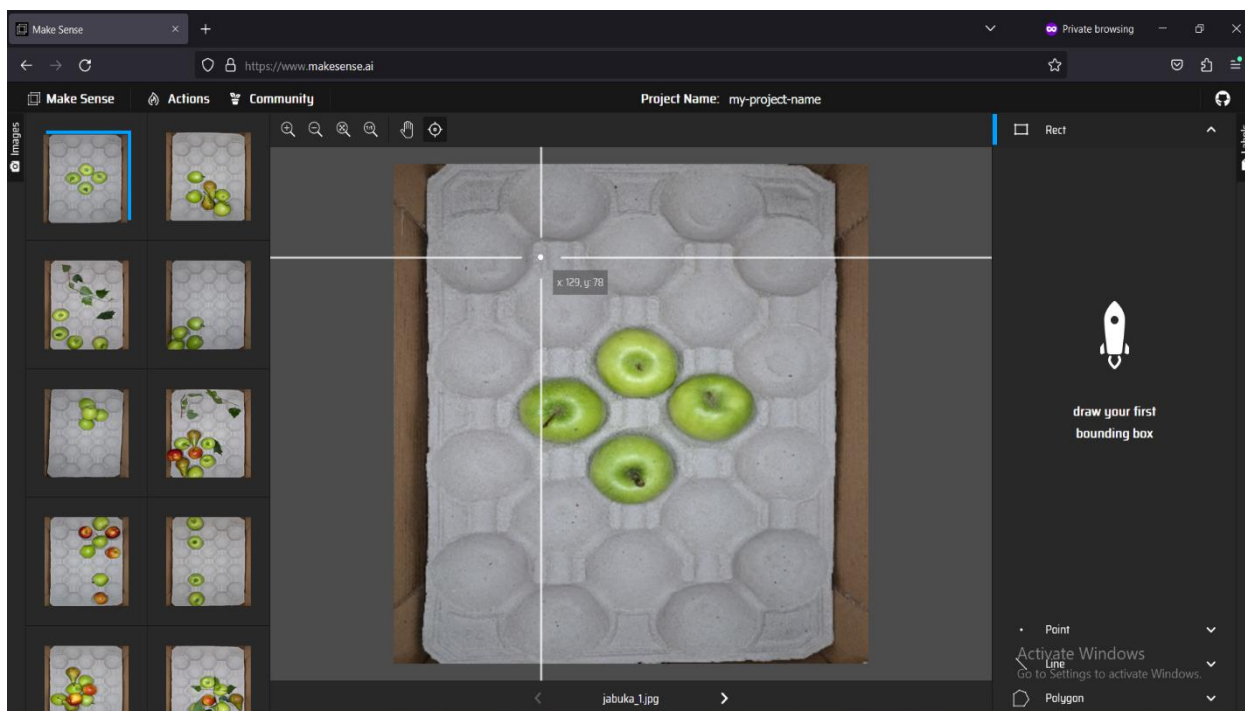 Make Sense
Private browsing
https://www.makesense.ai
Make Sense
Actions
Community
Project Name: my-project-name
Images
Rect
Labels
x: 129, y: 78
draw your first
bounding box
Point
Activate Windows
Line
Go to Settings to activate Windows.
Polygon
jabuka_1.jpg